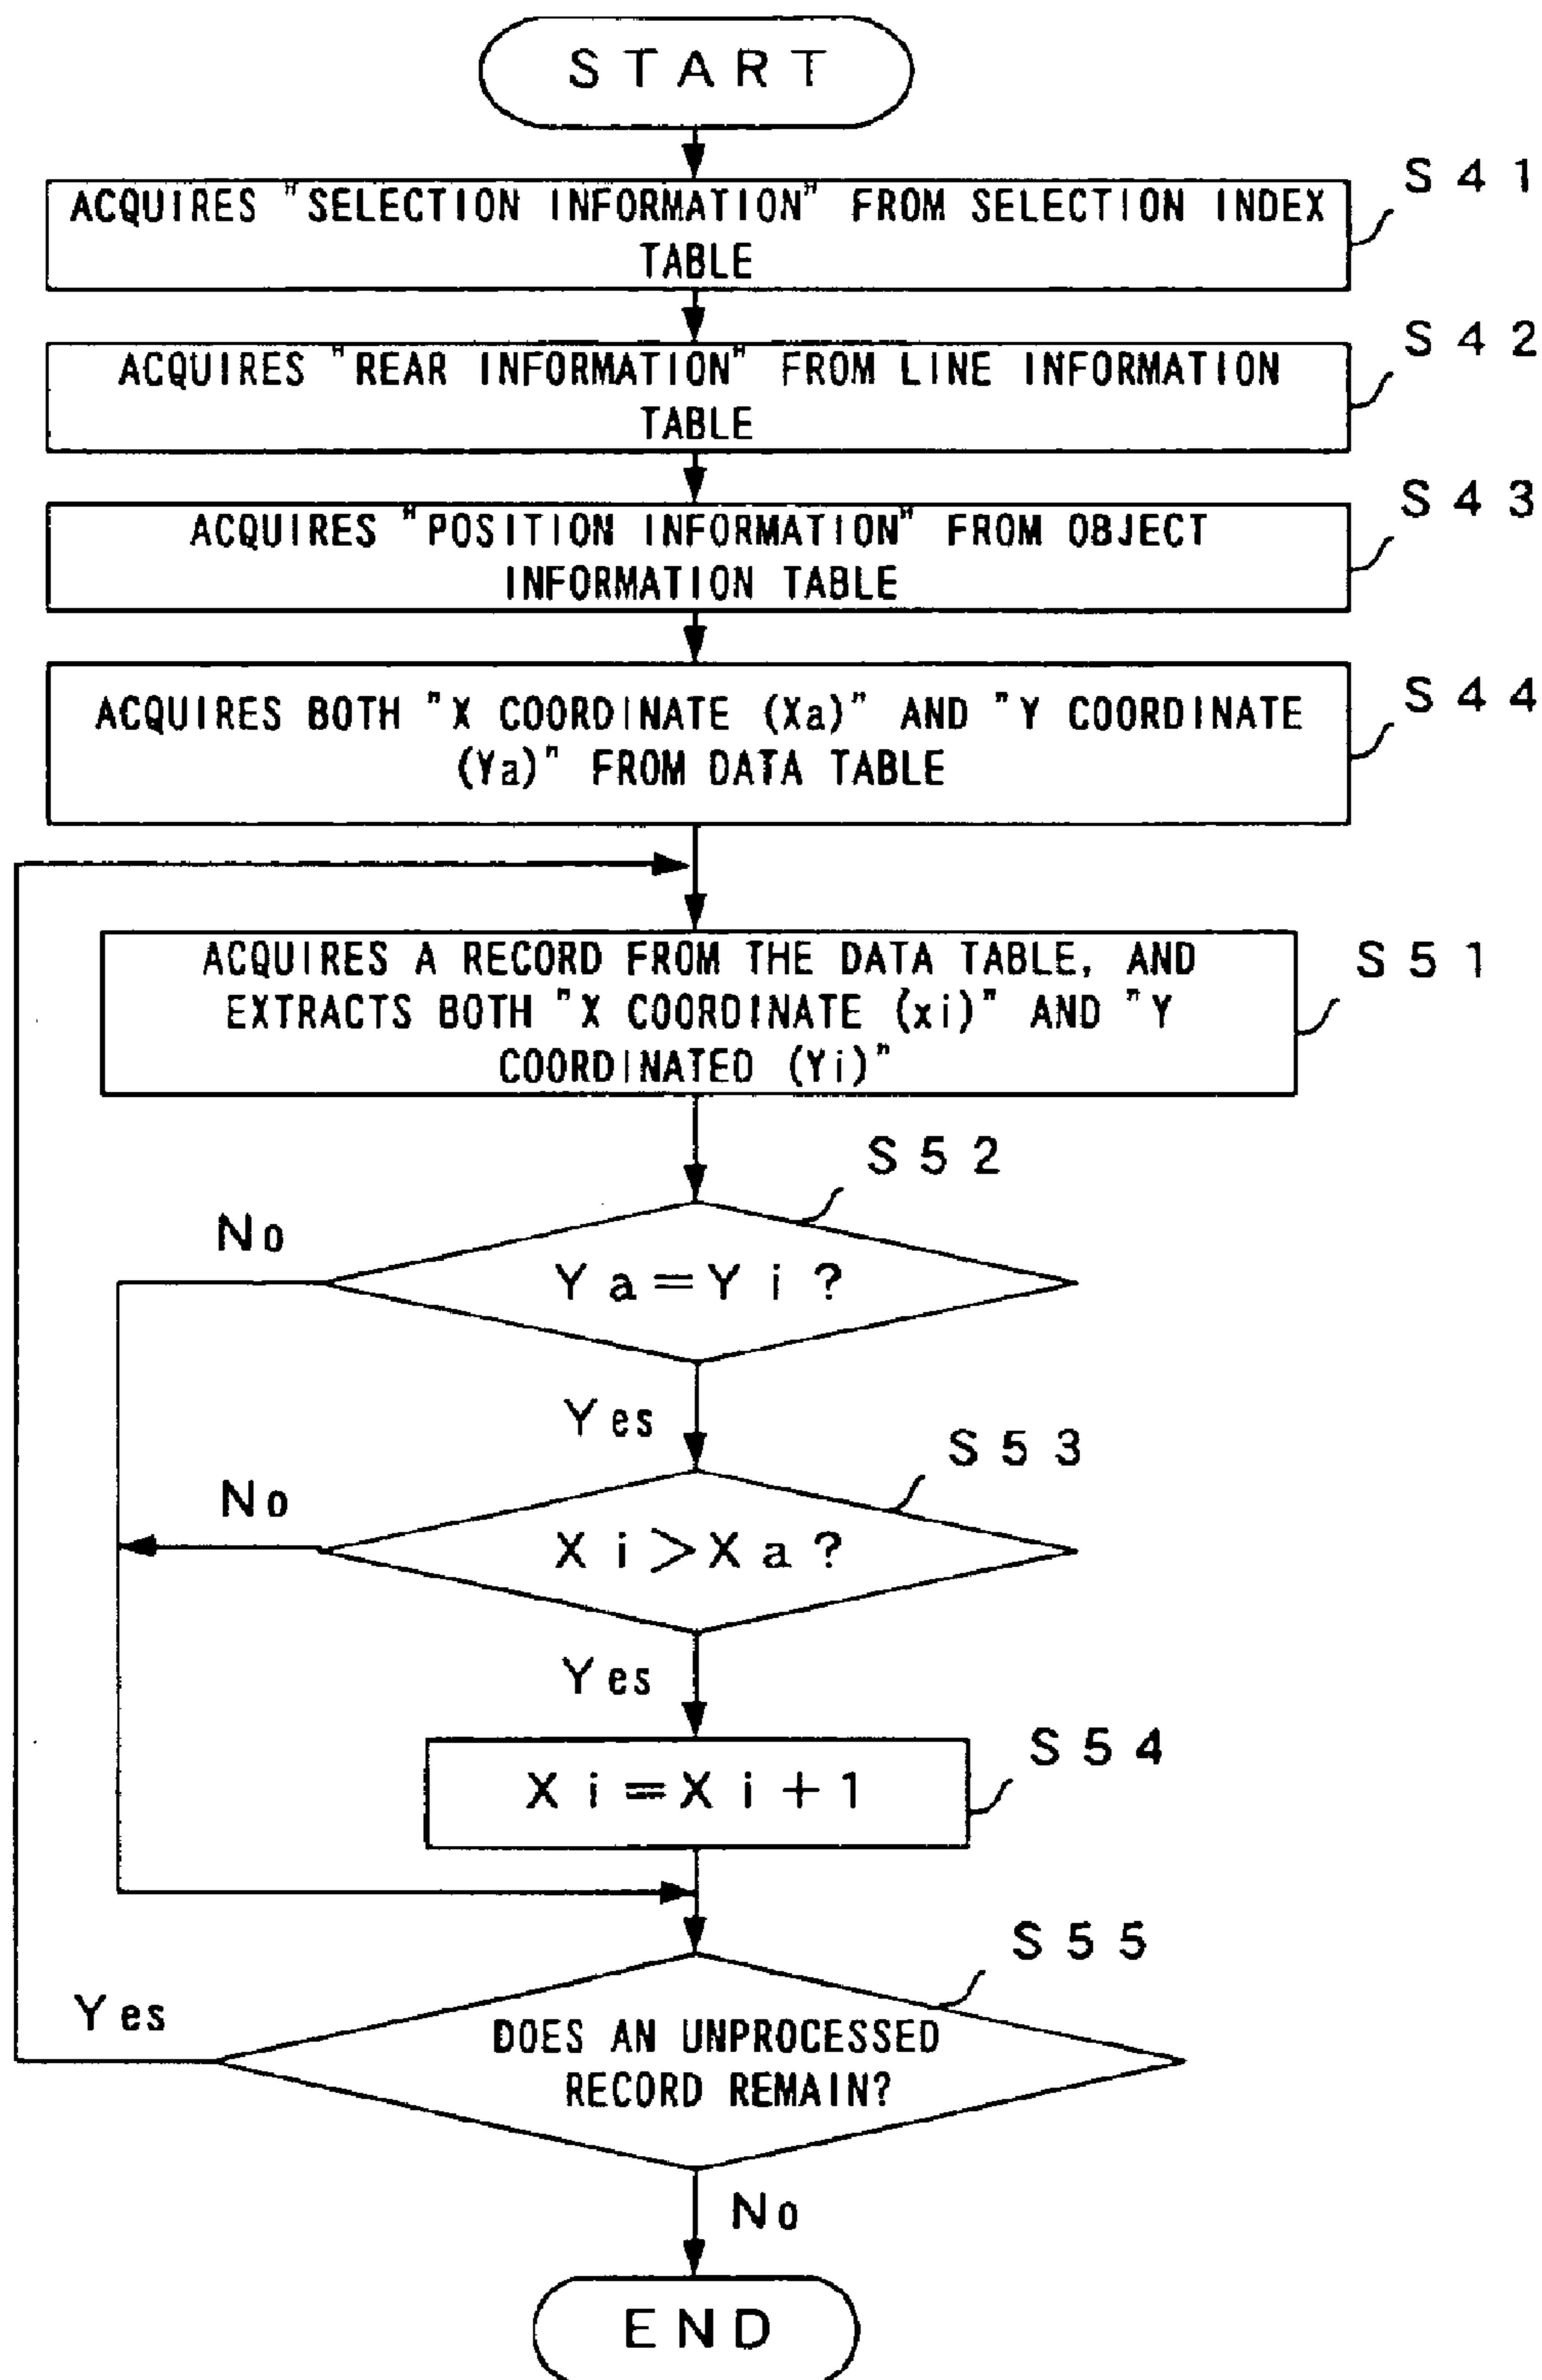 START
S41
ACQUIRES "SELECTION INFORMATION" FROM SELECTION INDEX
TABLE
S42
ACQUIRES "REAR INFORMATION" FROM LINE INFORMATION
TABLE
S43
ACQUIRES "POSITION INFORMATION" FROM OBJECT
INFORMATION TABLE
S44
ACQUIRES BOTH "X COORDINATE (Xa)" AND "Y COORDINATE
(Ya)" FROM DATA TABLE
S51
ACQUIRES A RECORD FROM THE DATA TABLE, AND
EXTRACTS BOTH "X COORDINATE (xi)" AND "Y
COORDINATED (Yi)"
S52
No
Ya=Yi?
Yes
S53
No
Xi>Xa?
Yes
S54
Xi=Xi+1
S55
Yes
DOES AN UNPROCESSED
RECORD REMAIN?
No
END